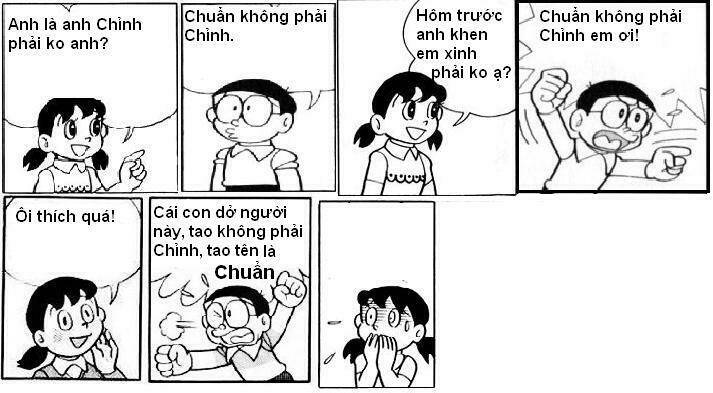 Anh là anh Chỉnh
phải ko anh?
Chuẩn không phải
Chỉnh.
Hôm trước
anh khen
em xinh
phải ko ạ?
Chuẩn không phải
Chỉnh em ơi!
Ôi thích quá!
Cái con dở người
này, tao không phải
Chỉnh, tao tên là
Chuẩn